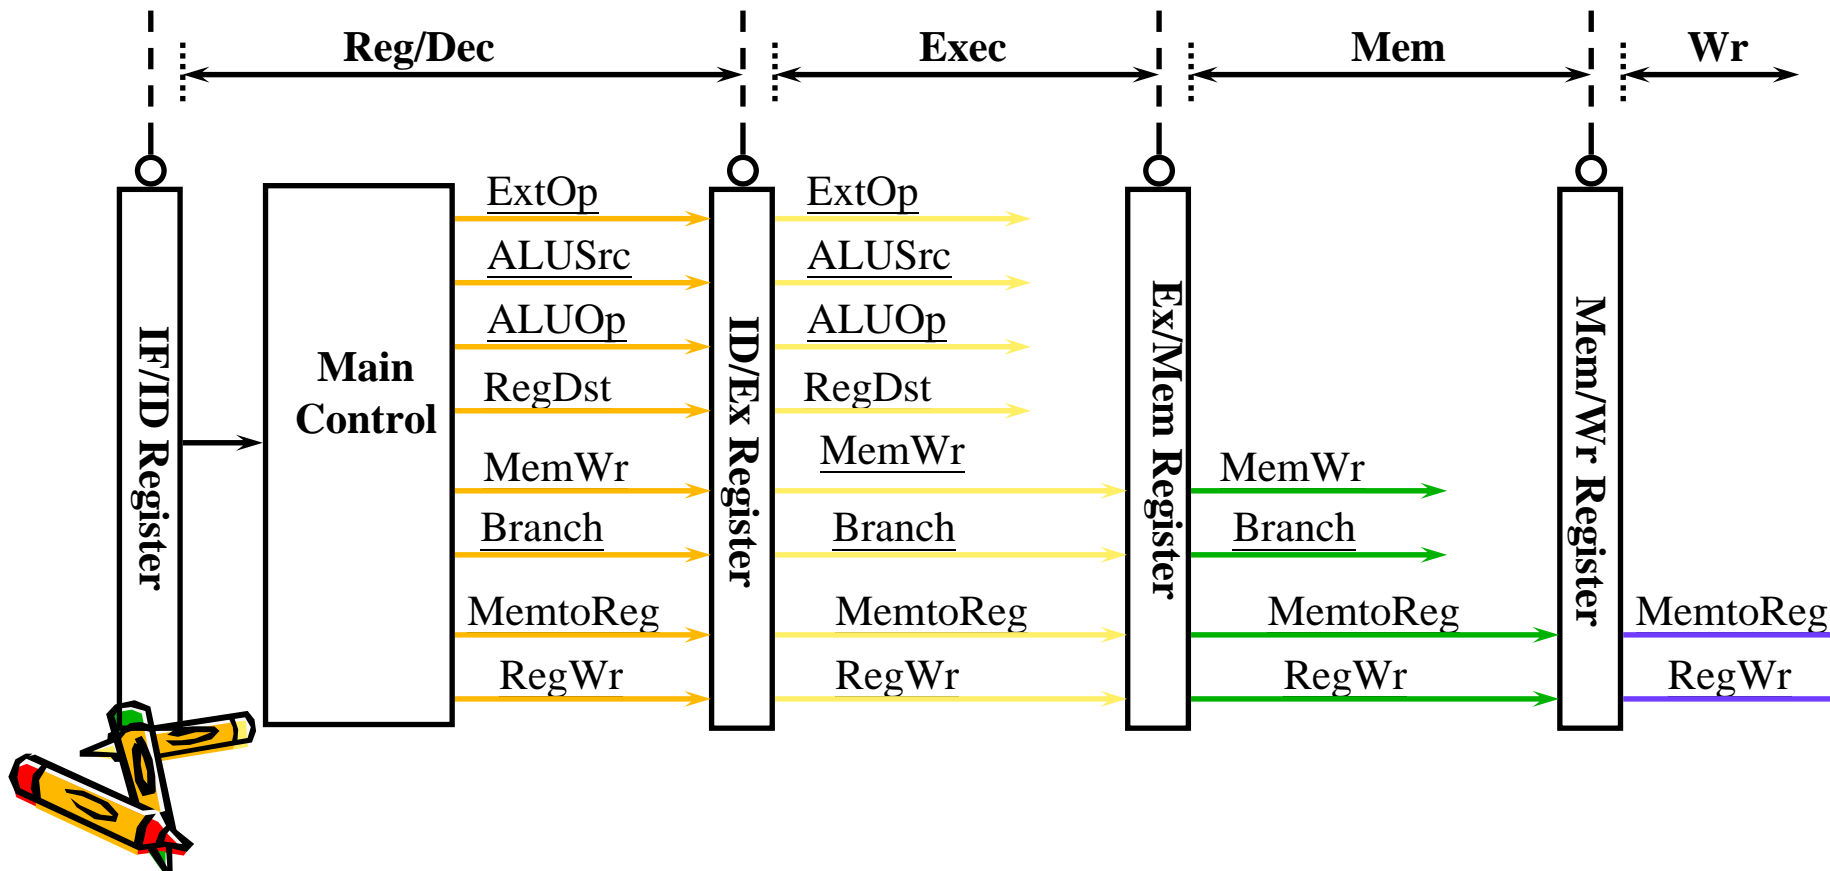 Reg/Dec
Exec
Mem
Wr
IF/ID Register
Main
Control
ExtOp
ALUSrc
ALUOp
RegDst
MemWr
Branch
MemtoReg
RegWr
ID/Ex Register
ExtOp
ALUSrc
ALUOp
RegDst
MemWr
Branch
MemtoReg
RegWr
Ex/Mem Register
MemWr
Branch
MemtoReg
RegWr
Mem/Wr Register
MemtoReg
RegWr